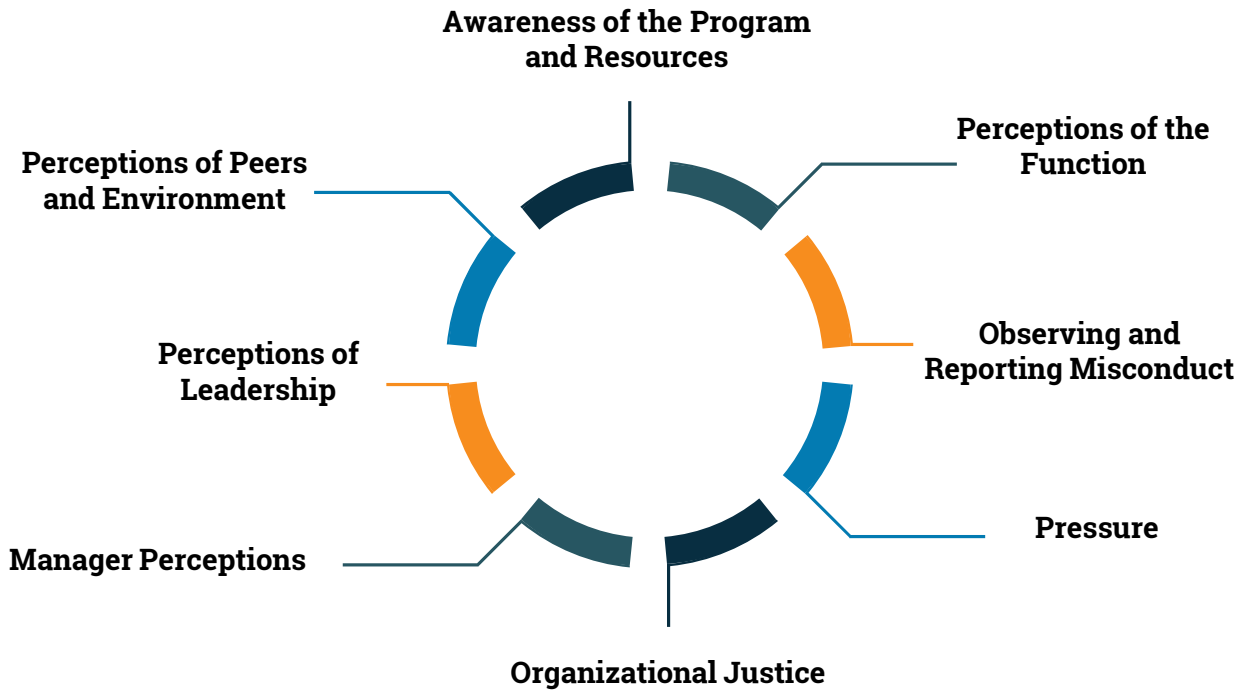 Awareness of the Program
and Resources
Perceptions of the
Function
Observing and
Reporting Misconduct
Pressure
Organizational Justice
Manager Perceptions
Perceptions of
Leadership
Perceptions of Peers
and Environment